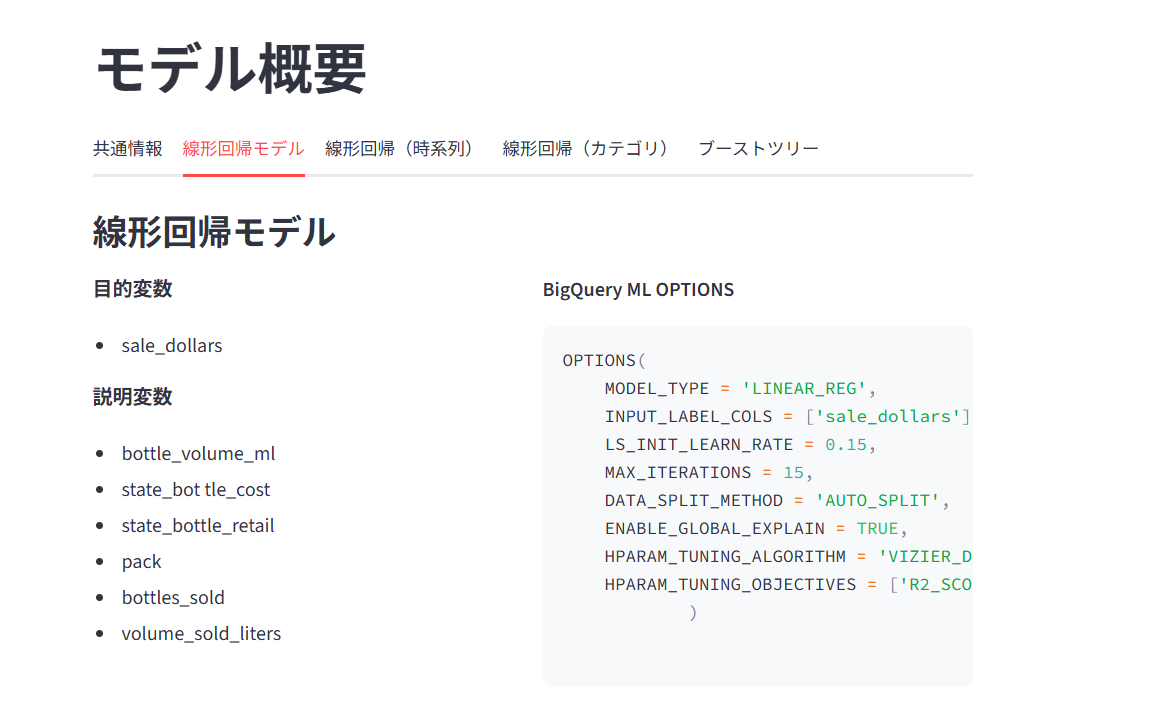 モデル概要
共通情報 線形回帰モデル 線形回帰（時系列） 線形回帰（カテゴリ） ブーストツリー
線形回帰モデル
目的変数
• sale_dollars
説明変数
• bottle_volume_ml
• state_bot tle_cost
• state_bottle_retail
• pack
• bottles_sold
• volume_sold_liters
BigQuery ML OPTIONS
OPTIONS(
    MODEL_TYPE = 'LINEAR_REG',
    INPUT_LABEL_COLS = ['sale_dollars']
    LS_INIT_LEARN_RATE = 0.15,
    MAX_ITERATIONS = 15,
    DATA_SPLIT_METHOD = 'AUTO_SPLIT',
    ENABLE_GLOBAL_EXPLAIN = TRUE,
    HPARAM_TUNING_ALGORITHM = 'VIZIER_D
    HPARAM_TUNING_OBJECTIVES = ['R2_SCO
            )